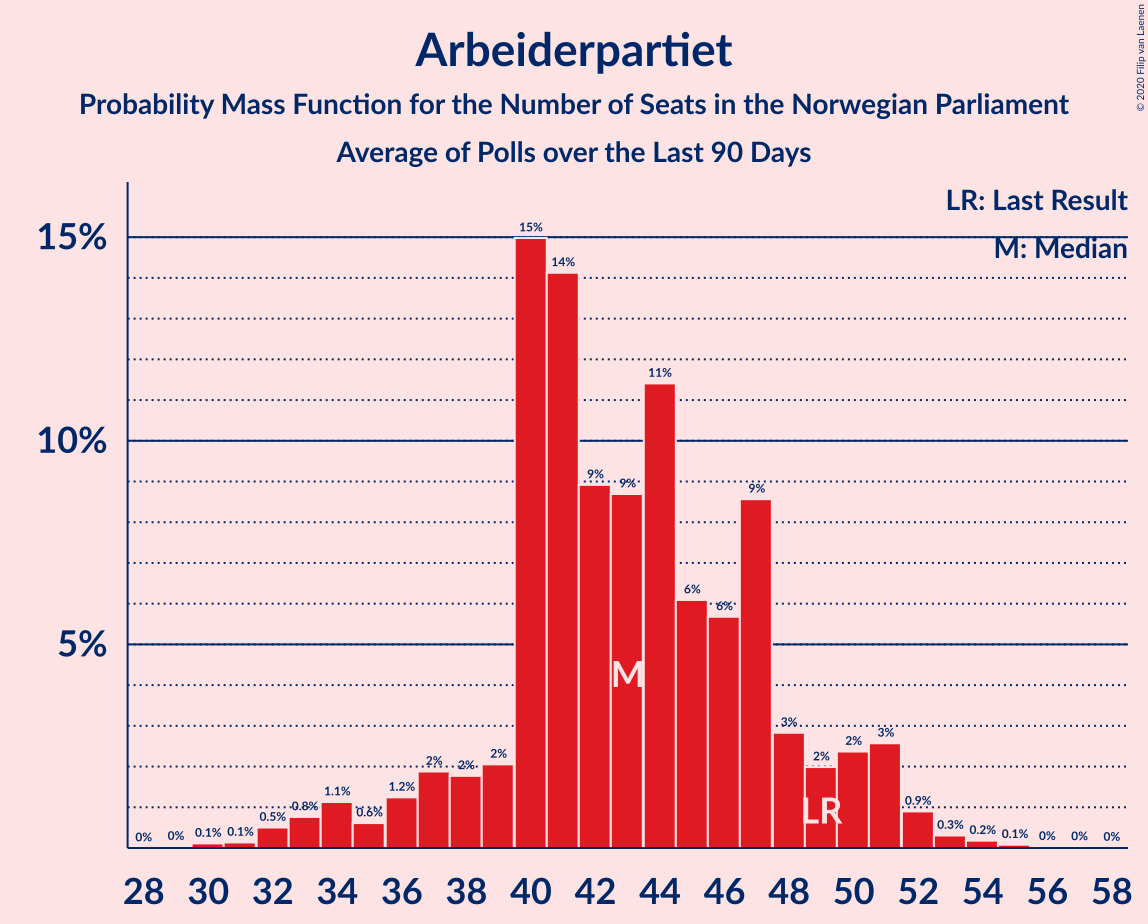 Arbeiderpartiet
Probability Mass Function for the Number of Seats in the Norwegian Parliament
Average of Polls over the Last 90 Days
© 2020 Filip van Laenen
LR: Last Result
M: Median
15%
10%
5%
0% 0% 0.1% 0.1% 0.5% 0.8% 1.1% 0.6% 1.2% 2% 2% 2% 15% 14% 9% 9% 11% 6% 6% 9% 3% 2% 2% 3% 0.9% 0.3% 0.2% 0.1% 0% 0% 0%
M
LR
28 30 32 34 36 38 40 42 44 46 48 50 52 54 56 58